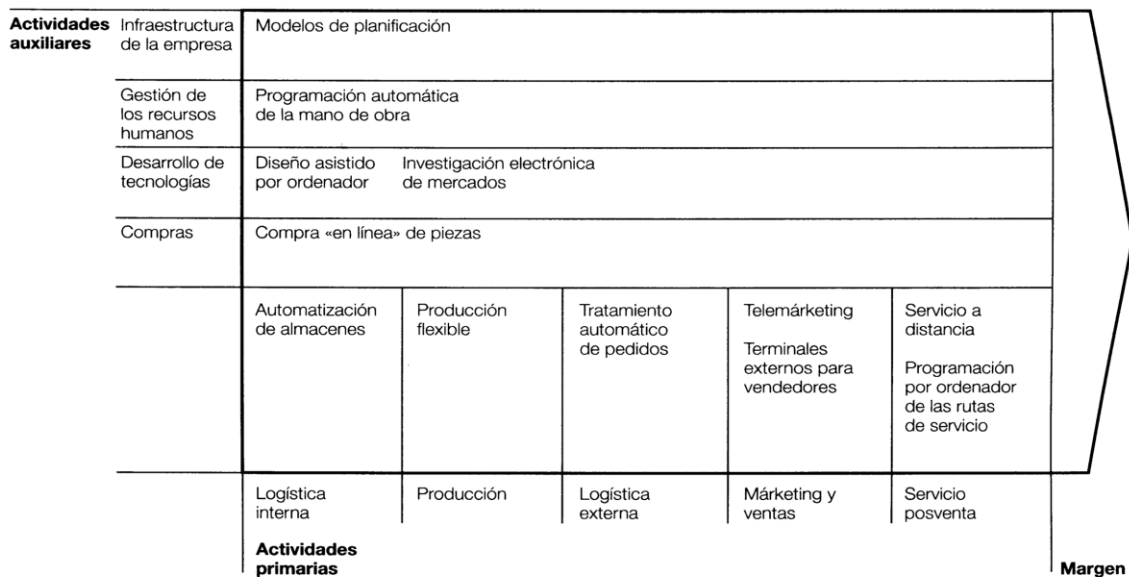 Actividades auxiliares
Infraestructura
de la empresa
Modelos de planificación
Gestión de
los recursos
humanos
Programación automática
de la mano de obra
Desarrollo de
tecnologías
Diseño asistido
por ordenador
Investigación electrónica
de mercados
Compras
Compra «en línea» de piezas
Automatización
de almacenes
Producción
flexible
Tratamiento
automático
de pedidos
Telemárketing
Terminales
externos para
vendedores
Servicio a
distancia
Programación
por ordenador
de las rutas
de servicio
Logística
interna
Producción
Logística
externa
Márketing y
ventas
Servicio
posventa
Actividades
primarias
Margen